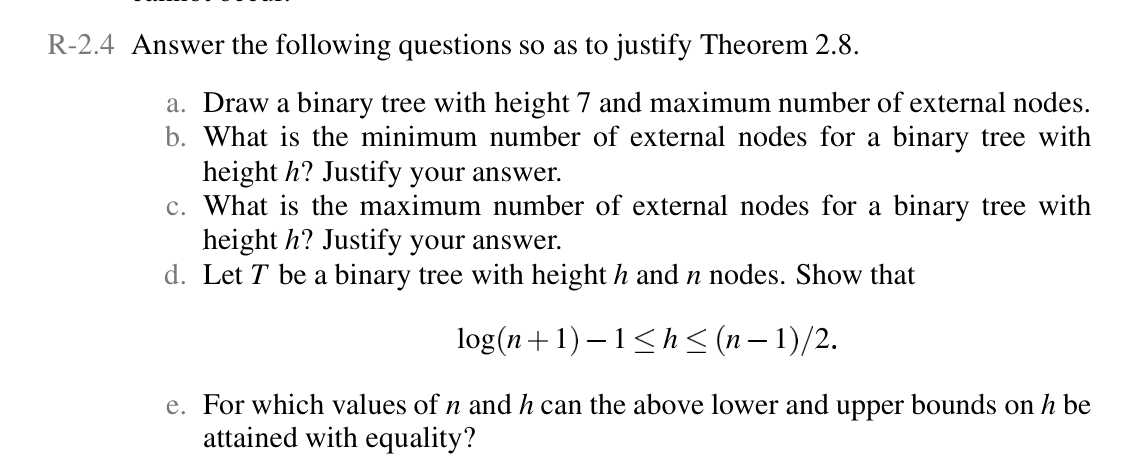 R-2.4 Answer the following questions so as to justify Theorem 2.8.
a. Draw a binary tree with height 7 and maximum number of external nodes.
b. What is the minimum number of external nodes for a binary tree with
height h? Justify your answer.
c. What is the maximum number of external nodes for a binary tree with
height h? Justify your answer.
d. Let T be a binary tree with height h and n nodes. Show that
log(n+1) − 1 ≤ h ≤ (n−1)/2.
e. For which values of n and h can the above lower and upper bounds on h be
attained with equality?